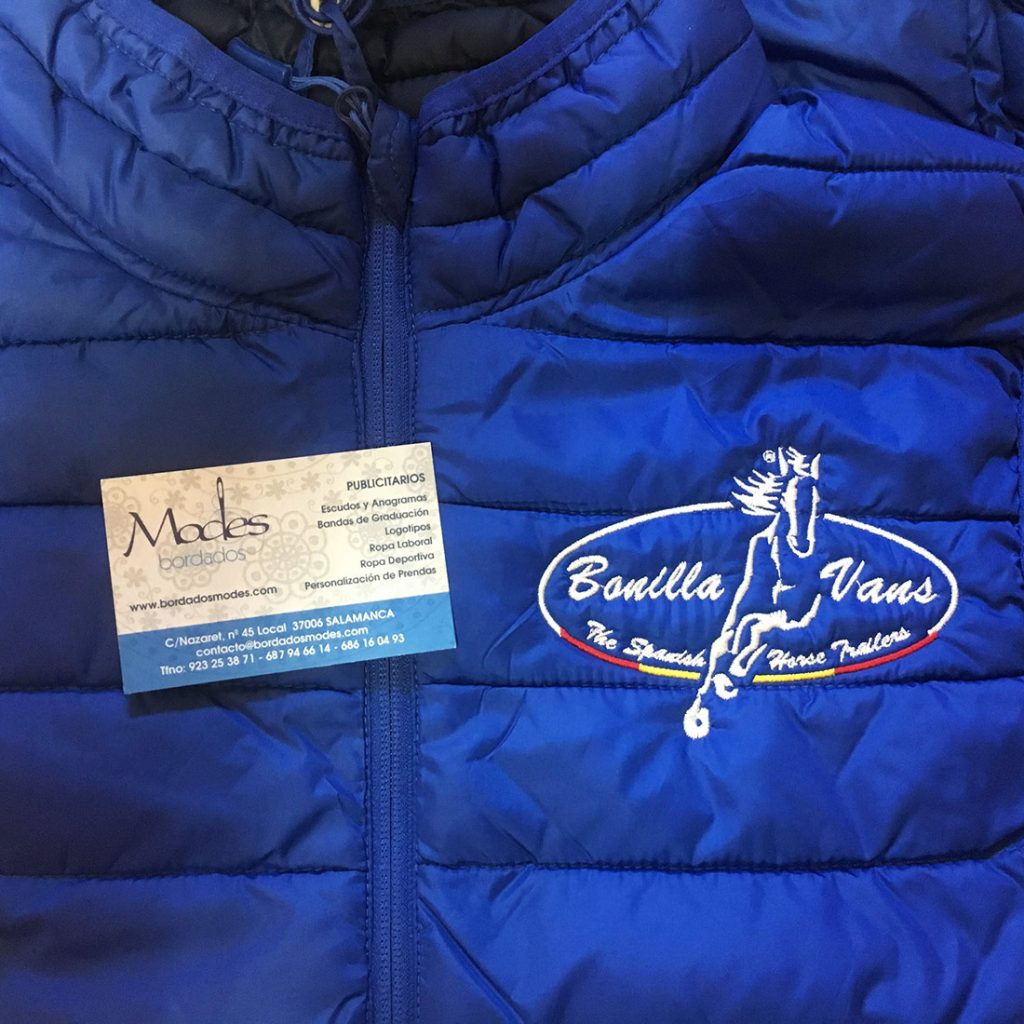 Modes
bordados
www.bordadosmodes.com
PUBLICITARIOS
Escudos y Anagramas
Bandas de Graduación
Logotipos
Ropa Laboral
Ropa Deportiva
Personalización de Prendas
C/Nazaret, nº 45 Local 37006 SALAMANCA
contacto@bordadosmodes.com
Tfno: 923 25 38 71 - 687 94 66 14 - 686 16 04 93
®
Bonilla Vans
The Spanish Horse Trailers